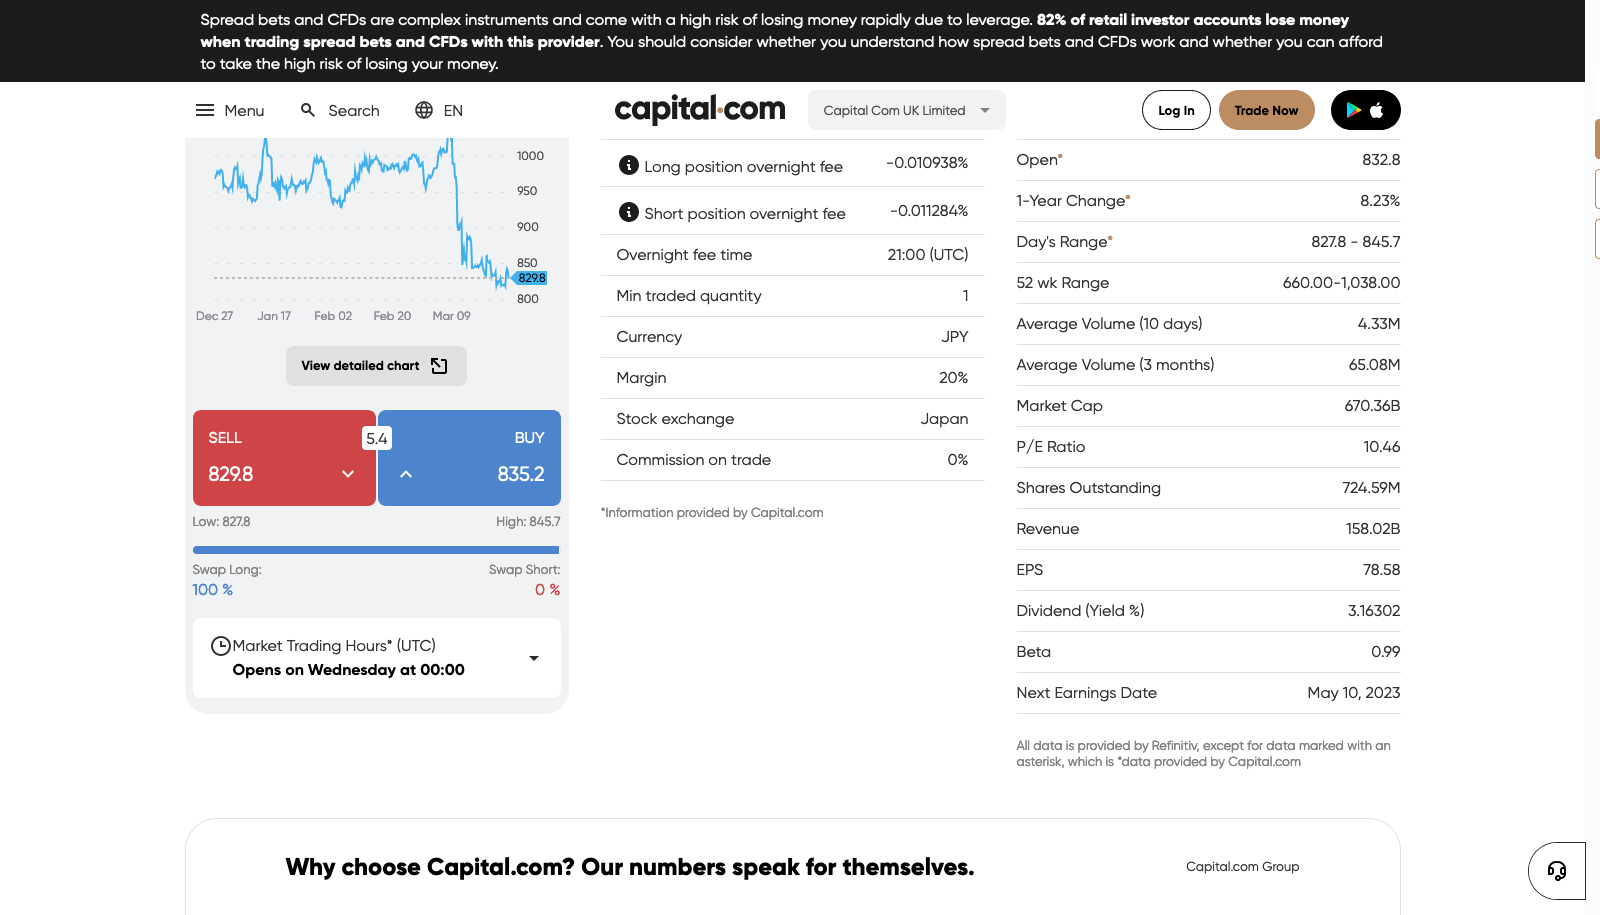 Spread bets and CFDs are complex instruments and come with a high risk of losing money rapidly due to leverage. 82% of retail investor accounts lose money
when trading spread bets and CFDs with this provider. You should consider whether you understand how spread bets and CFDs work and whether you can afford
to take the high risk of losing your money.
Menu Search EN capital.com Capital Com UK Limited Log In Trade Now
1000
950
900
850
829.8
800
Dec 27 Jan 17 Feb 02 Feb 20 Mar 09
View detailed chart
SELL 5.4 BUY
829.8 835.2
Low: 827.8 High: 845.7
Swap Long: Swap Short:
100 % 0 %
Market Trading Hours* (UTC)
Opens on Wednesday at 00:00
Long position overnight fee -0.010938%
Short position overnight fee -0.011284%
Overnight fee time 21:00 (UTC)
Min traded quantity 1
Currency JPY
Margin 20%
Stock exchange Japan
Commission on trade 0%
*Information provided by Capital.com
Open* 832.8
1-Year Change* 8.23%
Day's Range* 827.8 - 845.7
52 wk Range 660.00-1,038.00
Average Volume (10 days) 4.33M
Average Volume (3 months) 65.08M
Market Cap 670.36B
P/E Ratio 10.46
Shares Outstanding 724.59M
Revenue 158.02B
EPS 78.58
Dividend (Yield %) 3.16302
Beta 0.99
Next Earnings Date May 10, 2023
All data is provided by Refinitiv, except for data marked with an
asterisk, which is *data provided by Capital.com
Why choose Capital.com? Our numbers speak for themselves. Capital.com Group